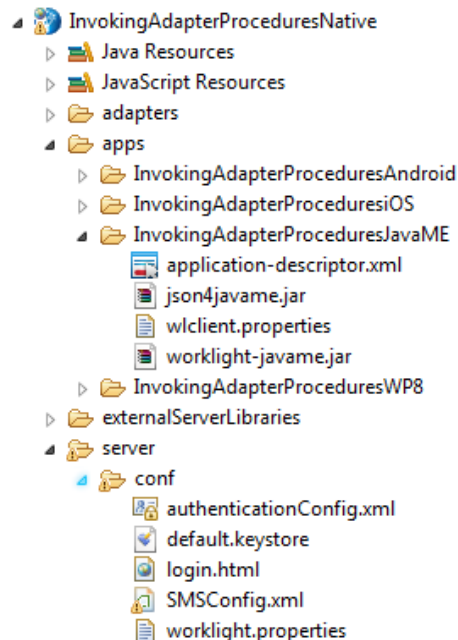 InvokingAdapterProceduresNative
Java Resources
JavaScript Resources
adapters
apps
InvokingAdapterProceduresAndroid
InvokingAdapterProceduresiOS
InvokingAdapterProceduresJavaME
application-descriptor.xml
json4javame.jar
wlclient.properties
worklight-javame.jar
InvokingAdapterProceduresWP8
externalServerLibraries
server
conf
authenticationConfig.xml
default.keystore
login.html
SMSConfig.xml
worklight.properties